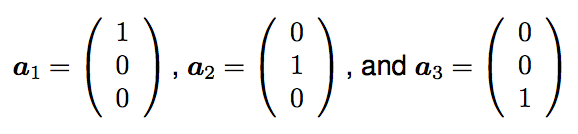 a₁ = ( 1 0 0 ) , a₂ = ( 0 1 0 ) , and a₃ = ( 0 0 1 )